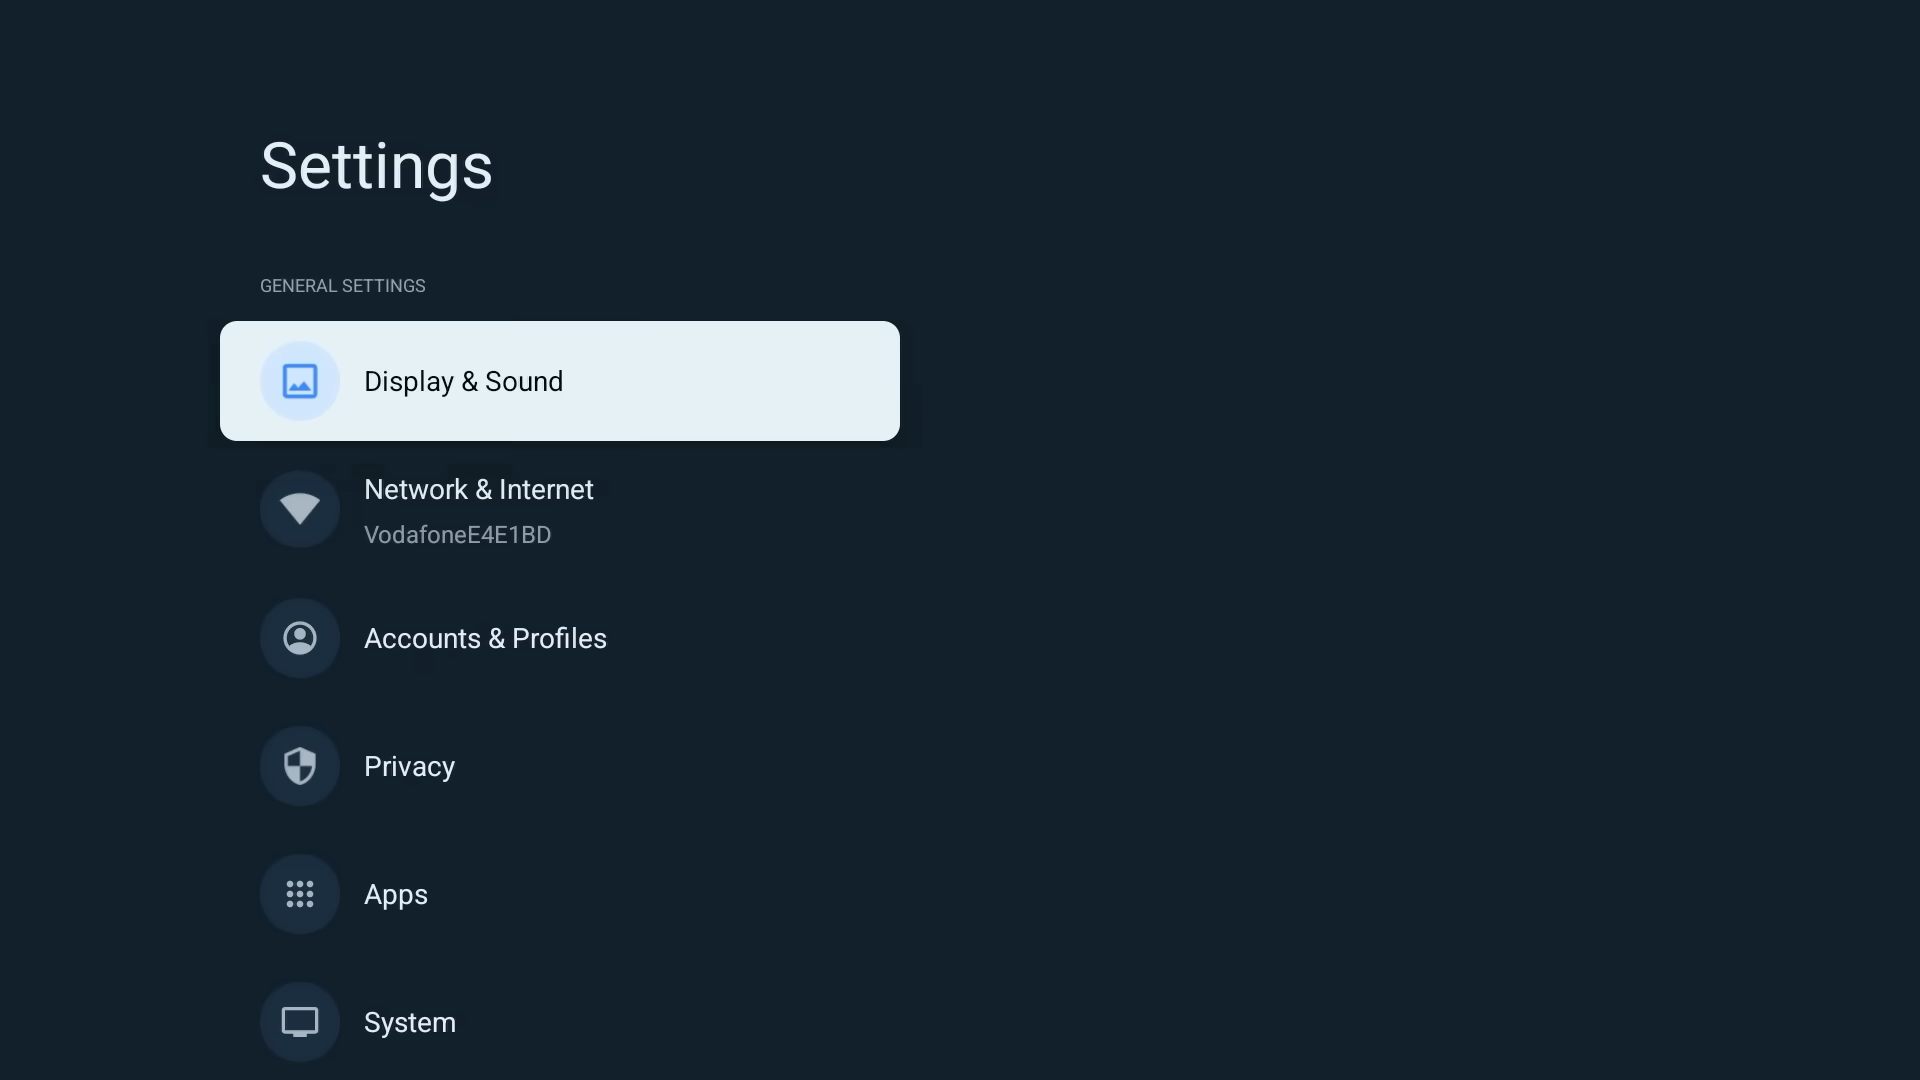 Settings
GENERAL SETTINGS
Display & Sound
Network & Internet
VodafoneE4E1BD
Accounts & Profiles
Privacy
Apps
System